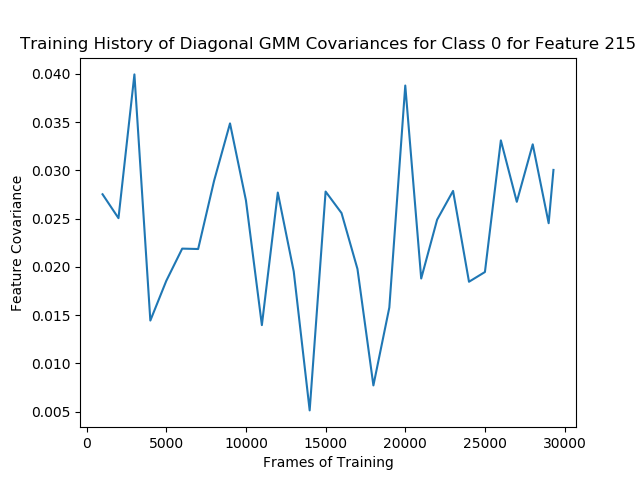 Training History of Diagonal GMM Covariances for Class 0 for Feature 215
0.040
0.035
0.030
0.025
0.020
0.015
0.010
0.005
Feature Covariance
0 5000 10000 15000 20000 25000 30000
Frames of Training